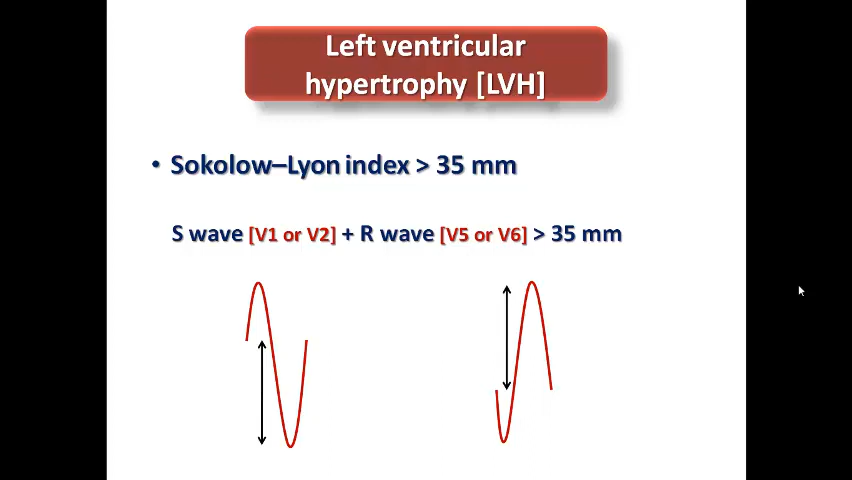 Left ventricular
hypertrophy [LVH]
• Sokolow–Lyon index > 35 mm
S wave [V1 or V2] + R wave [V5 or V6] > 35 mm